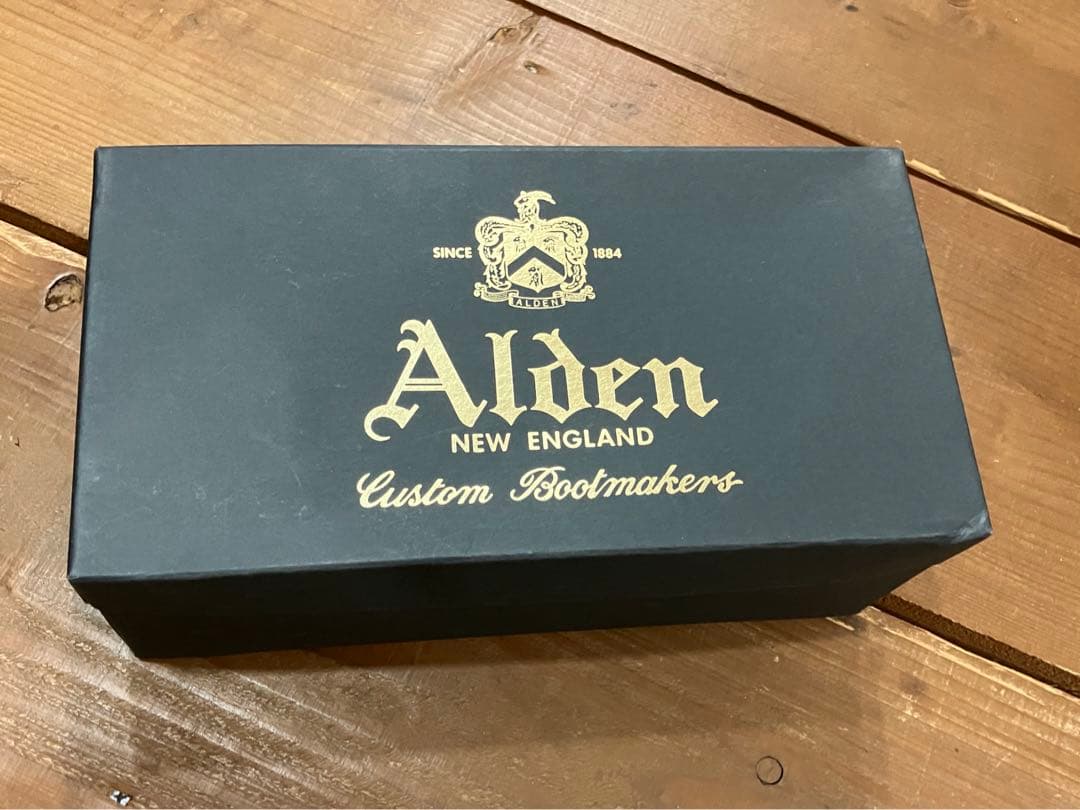 SINCE 1884
ALDEN
Alden
NEW ENGLAND
Custom Bootmakers